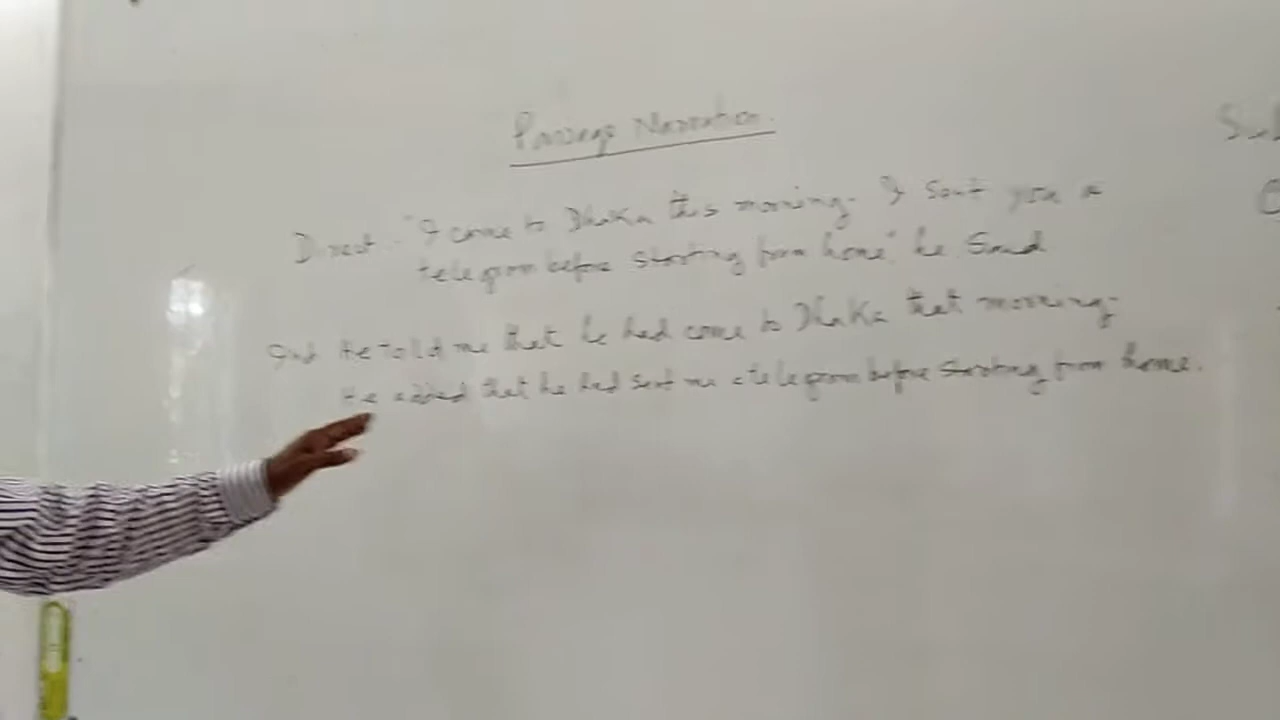 Passage Narration.
Direct - "I came to Dhaka this morning. I sent you a
telegram before starting from home" he said
Ind He told me that he had come to Dhaka that morning.
He added that he had sent me a telegram before starting from home.